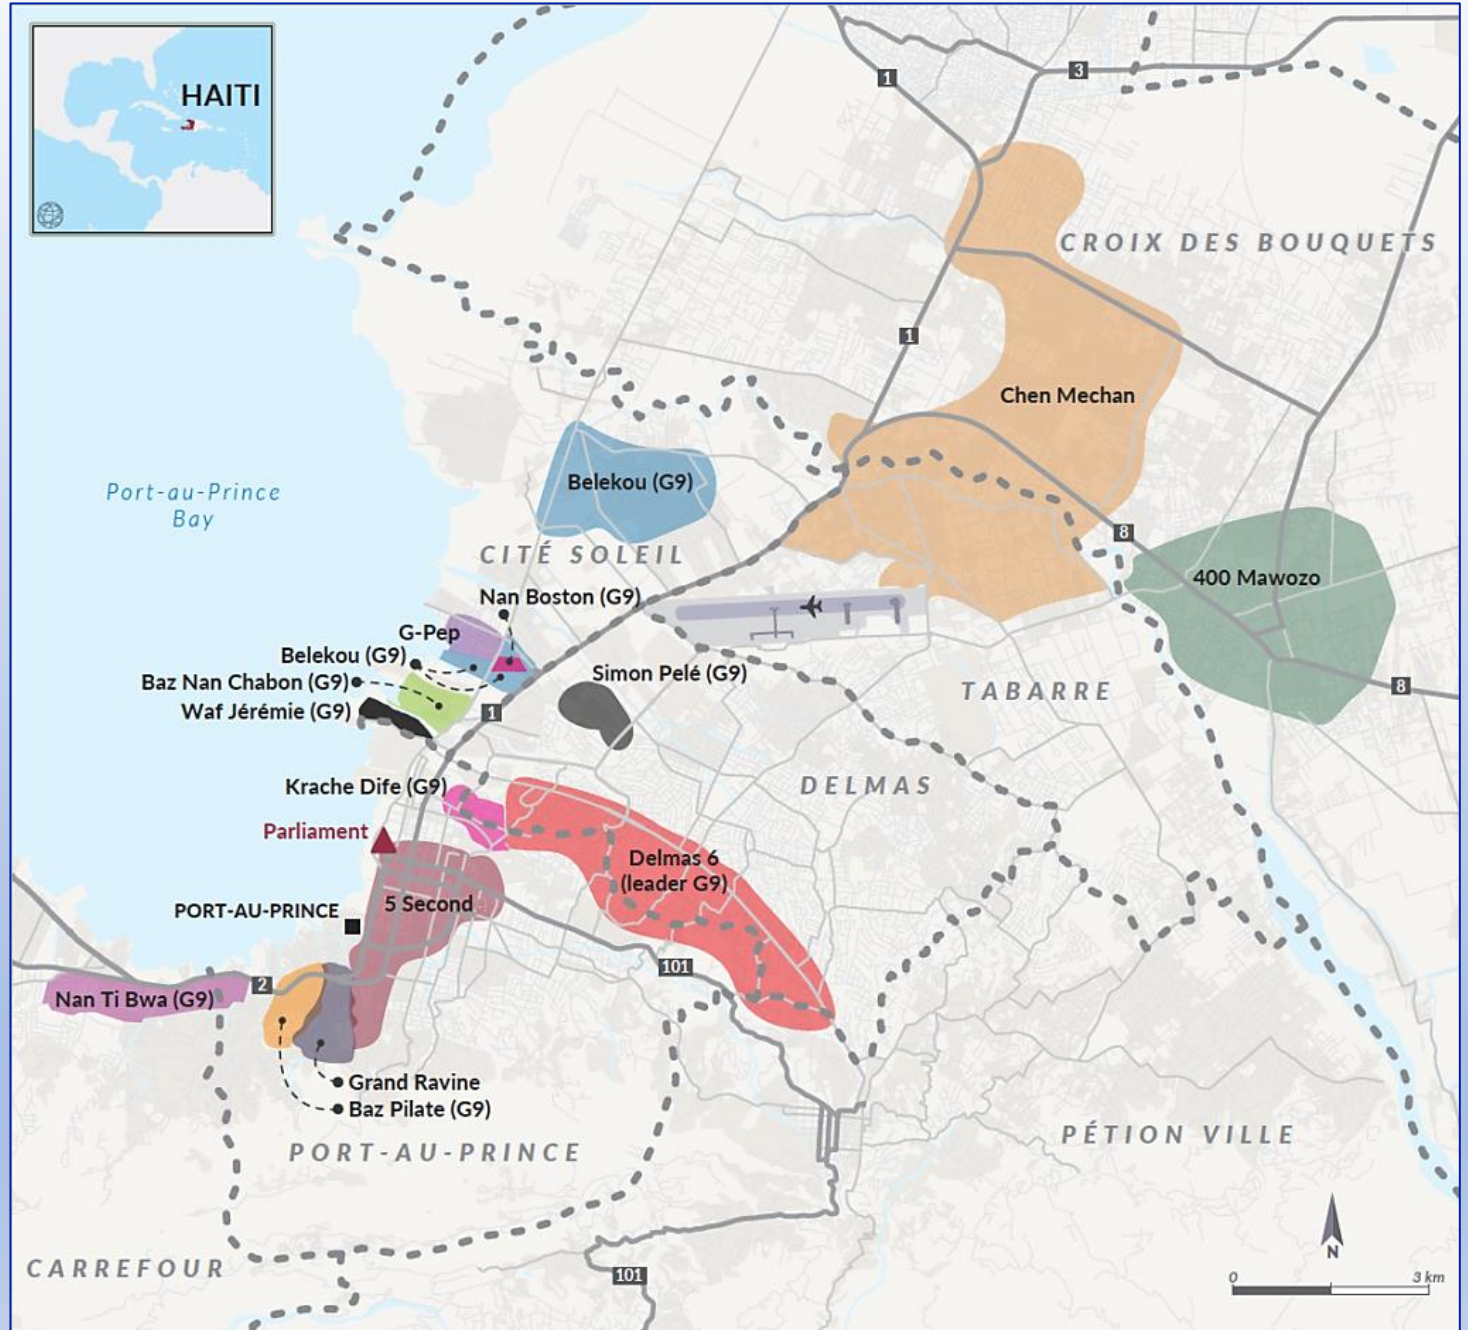 HAITI
1
3
CROIX DES BOUQUETS
1
Chen Mechan
Belekou (G9)
Port-au-Prince
Bay
8
CITÉ SOLEIL
400 Mawozo
Nan Boston (G9)
G-Pep
Belekou (G9)
Simon Pelé (G9)
Baz Nan Chabon (G9)
TABARRE
8
Waf Jérémie (G9)
1
Krache Dife (G9)
DELMAS
Parliament
Delmas 6
(leader G9)
5 Second
PORT-AU-PRINCE
101
2
Nan Ti Bwa (G9)
Grand Ravine
Baz Pilate (G9)
PORT-AU-PRINCE
PÉTION VILLE
N
CARREFOUR
101
0 3 km